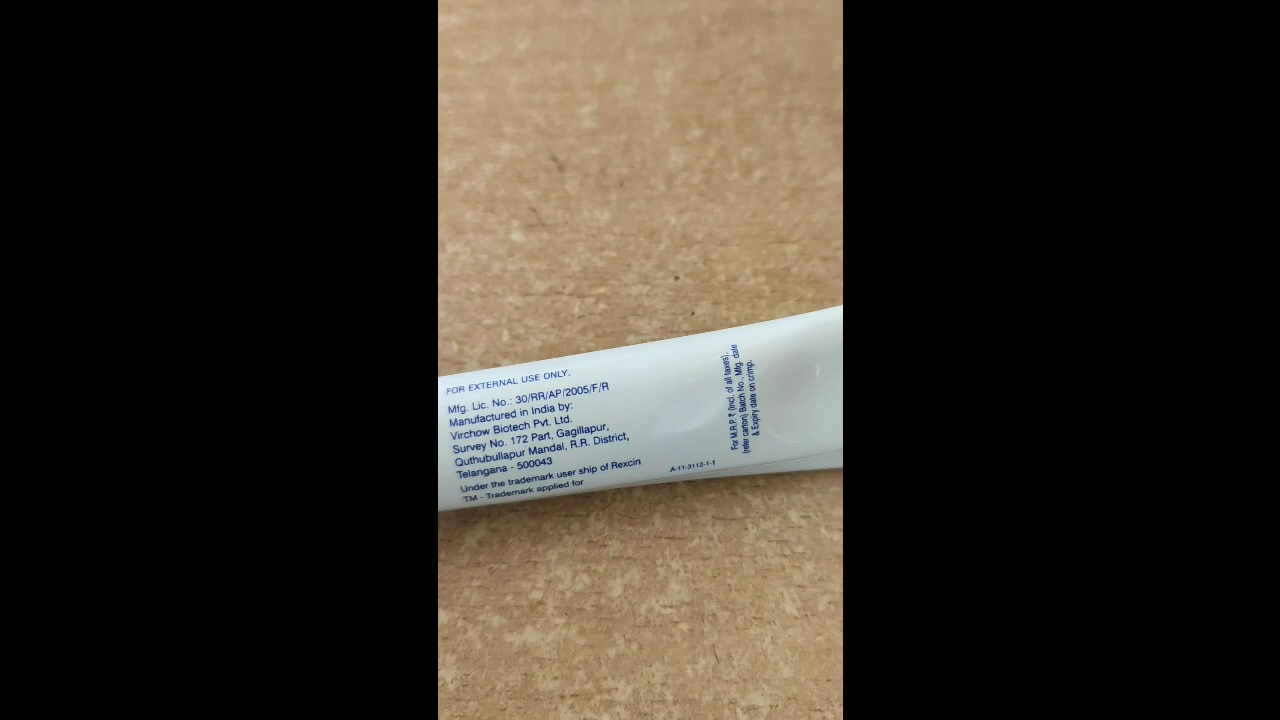 FOR EXTERNAL USE ONLY.
Mfg. Lic. No.: 30/RR/AP/2005/F/R
Manufactured in India by:
Virchow Biotech Pvt. Ltd.
Survey No. 172 Part, Gagillapur,
Quthubullapur Mandal, R.R. District,
Telangana - 500043
Under the trademark user ship of Rexcin
TM - Trademark applied for
A-11-3112-1-1
For M.R.P. ₹ (incl. of all taxes),
(refer carton) Batch No., Mfg. date
& Expiry date on crimp.